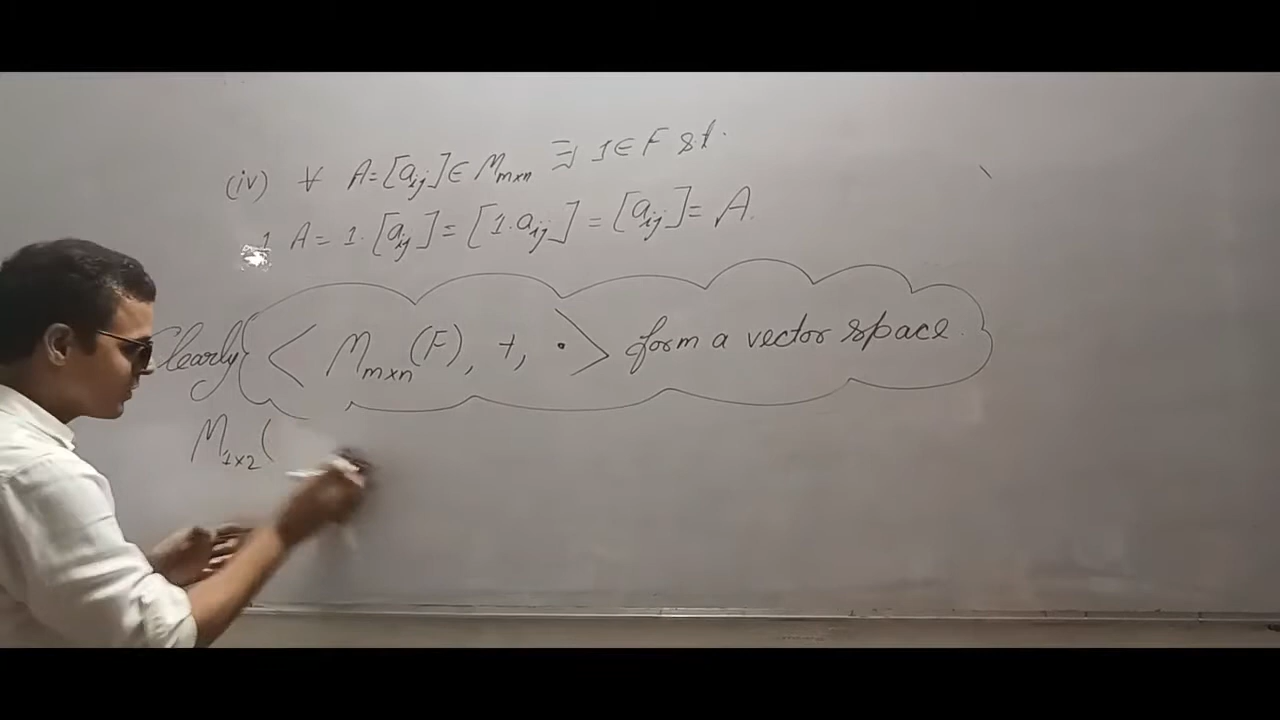 (iv) ∀ A = [aᵢⱼ] ∈ Mₘₓₙ ∃ 1 ∈ F s.t.
1 A = 1·[aᵢⱼ] = [1·aᵢⱼ] = [aᵢⱼ] = A.
Clearly < Mₘₓₙ(F), +, · > form a vector space.
M₁ₓ₂(